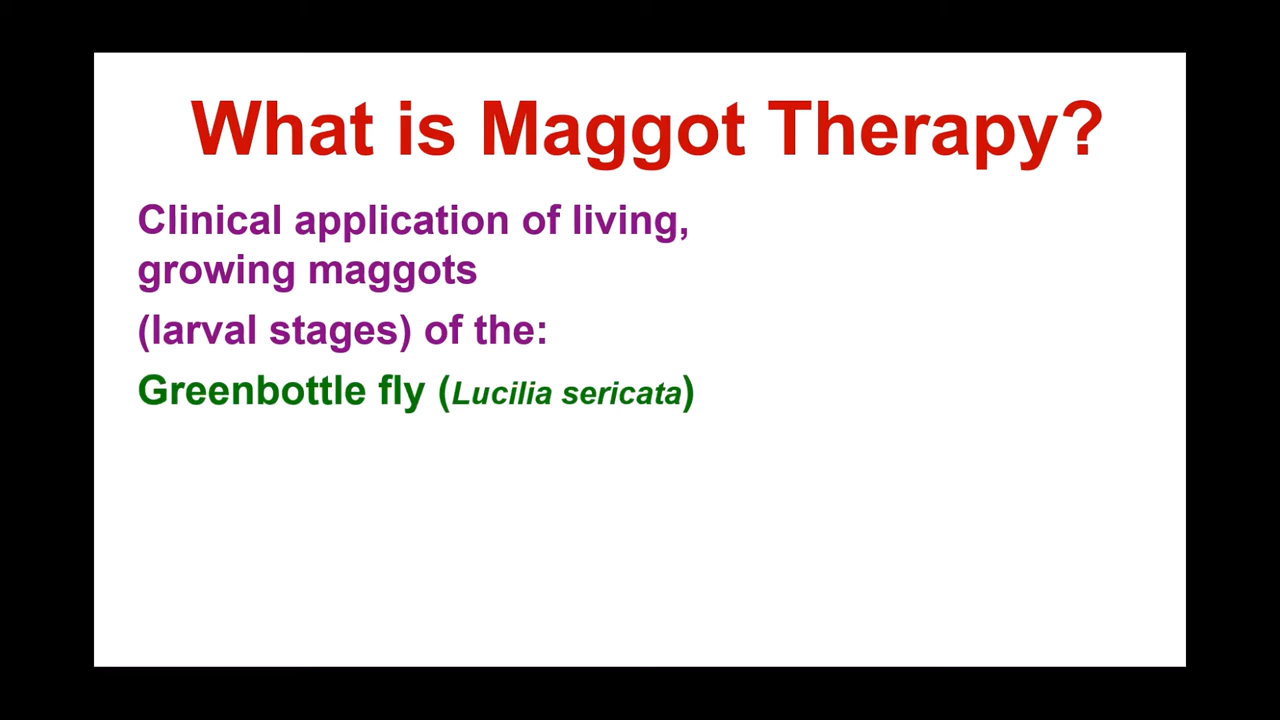 What is Maggot Therapy?
Clinical application of living,
growing maggots
(larval stages) of the:
Greenbottle fly (Lucilia sericata)